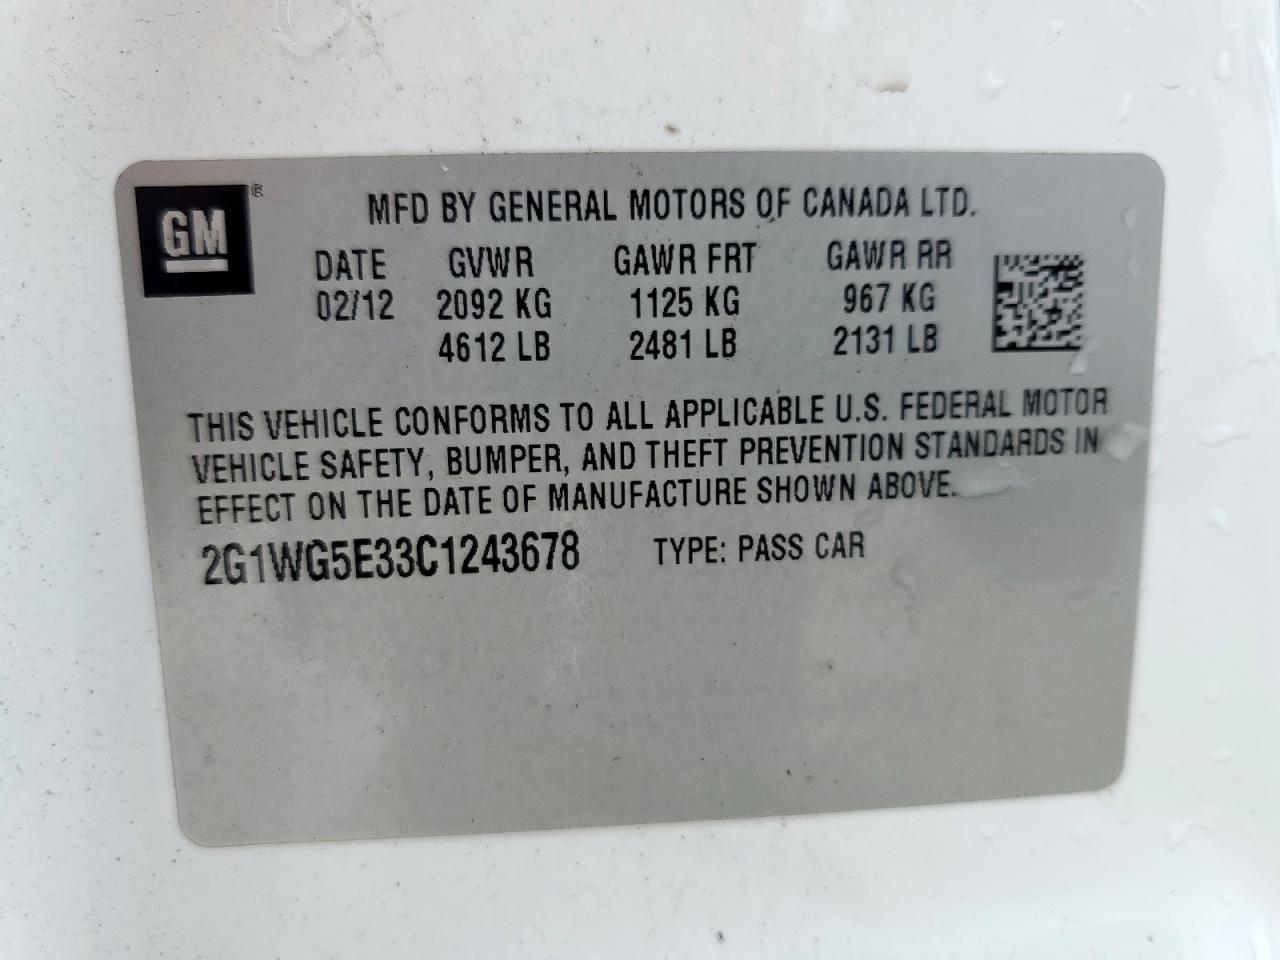 GM ®
MFD BY GENERAL MOTORS OF CANADA LTD.
DATE GVWR GAWR FRT GAWR RR
02/12 2092 KG 1125 KG 967 KG
4612 LB 2481 LB 2131 LB
THIS VEHICLE CONFORMS TO ALL APPLICABLE U.S. FEDERAL MOTOR
VEHICLE SAFETY, BUMPER, AND THEFT PREVENTION STANDARDS IN
EFFECT ON THE DATE OF MANUFACTURE SHOWN ABOVE.
2G1WG5E33C1243678 TYPE: PASS CAR